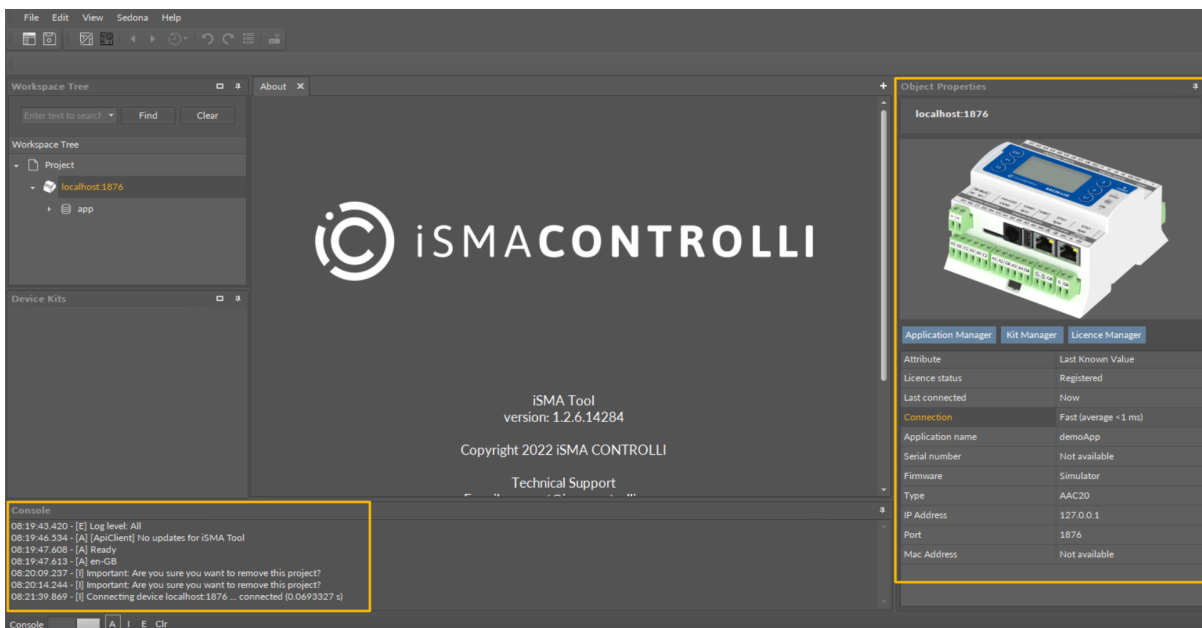 File Edit View Sedona Help
Workspace Tree
About
Object Properties
Enter text to search
Find
Clear
localhost:1876
Workspace Tree
Project
localhost:1876
app
iSMACONTROLLI
Device Kits
Application Manager
Kit Manager
Licence Manager
Attribute Last Known Value
Licence status Registered
Last connected Now
Connection Fast (average <1 ms)
Application name demoApp
Serial number Not available
Firmware Simulator
Type AAC20
IP Address 127.0.0.1
Port 1876
Mac Address Not available
iSMA Tool
version: 1.2.6.14284
Copyright 2022 iSMA CONTROLLI
Technical Support
Console
08:19:43.420 - [E] Log level: All
08:19:46.534 - [A] [ApiClient] No updates for iSMA Tool
08:19:47.608 - [A] Ready
08:19:47.613 - [A] en-GB
08:20:09.237 - [I] Important: Are you sure you want to remove this project?
08:20:14.244 - [I] Important: Are you sure you want to remove this project?
08:21:39.869 - [I] Connecting device localhost:1876 ... connected (0.0693327 s)
Console A I E Clr